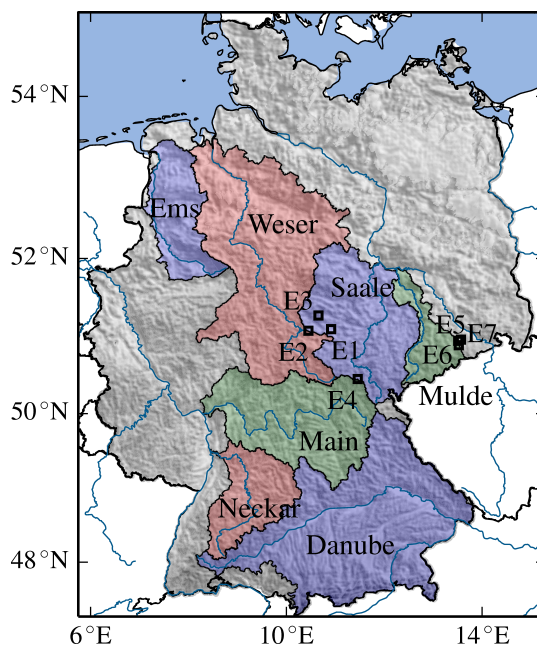 54°N
Ems
Weser
52°N
E3
Saale
E5
E7
E2
E1
E6
E4
Mulde
50°N
Main
Neckar
Danube
48°N
6°E
10°E
14°E